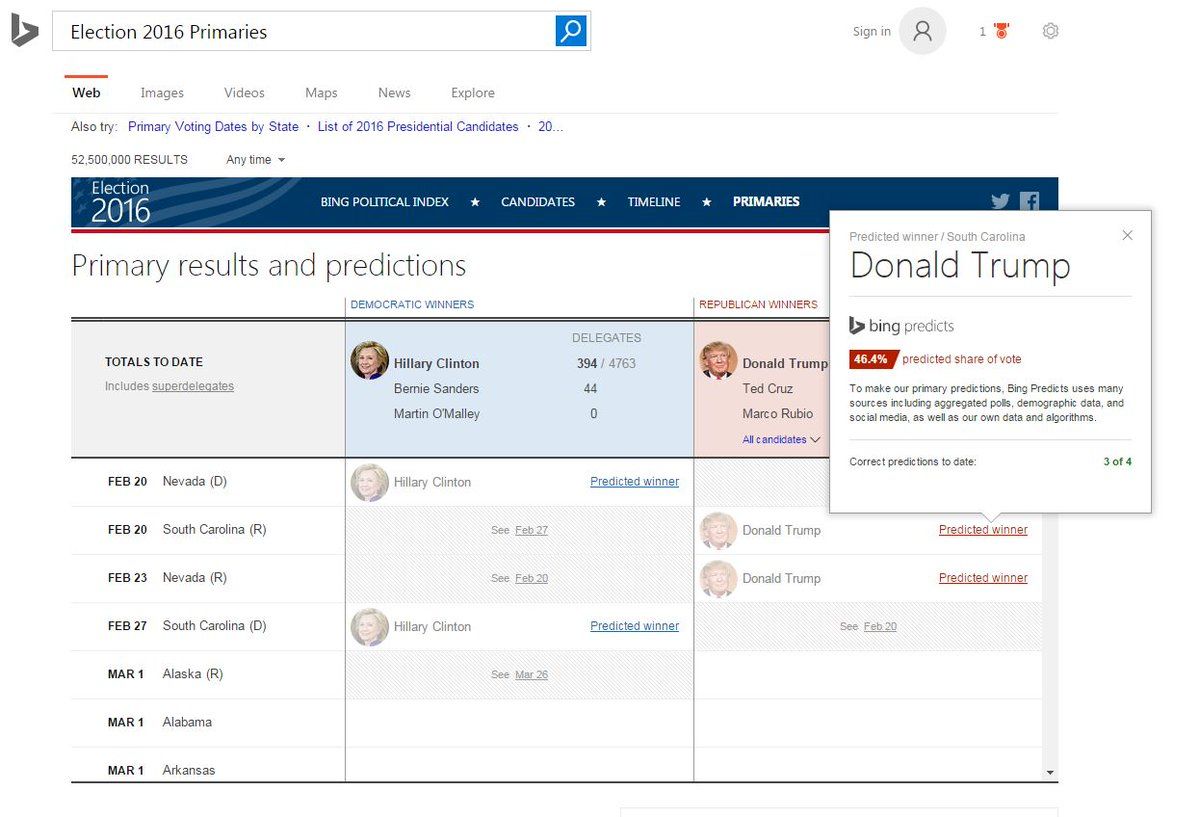 Election 2016 Primaries
Sign in
1
Web Images Videos Maps News Explore
Also try: Primary Voting Dates by State · List of 2016 Presidential Candidates · 20...
52,500,000 RESULTS Any time
Election
2016
BING POLITICAL INDEX ★ CANDIDATES ★ TIMELINE ★ PRIMARIES
Primary results and predictions
DEMOCRATIC WINNERS REPUBLICAN WINNERS
TOTALS TO DATE
Includes superdelegates
DELEGATES
Hillary Clinton 394 / 4763
Bernie Sanders 44
Martin O'Malley 0
Donald Trump
Ted Cruz
Marco Rubio
All candidates
Predicted winner / South Carolina
Donald Trump
bing predicts
46.4% predicted share of vote
To make our primary predictions, Bing Predicts uses many
sources including aggregated polls, demographic data, and
social media, as well as our own data and algorithms.
Correct predictions to date: 3 of 4
FEB 20 Nevada (D) Hillary Clinton Predicted winner
FEB 20 South Carolina (R) See Feb 27 Donald Trump Predicted winner
FEB 23 Nevada (R) See Feb 20 Donald Trump Predicted winner
FEB 27 South Carolina (D) Hillary Clinton Predicted winner See Feb 20
MAR 1 Alaska (R) See Mar 26
MAR 1 Alabama
MAR 1 Arkansas